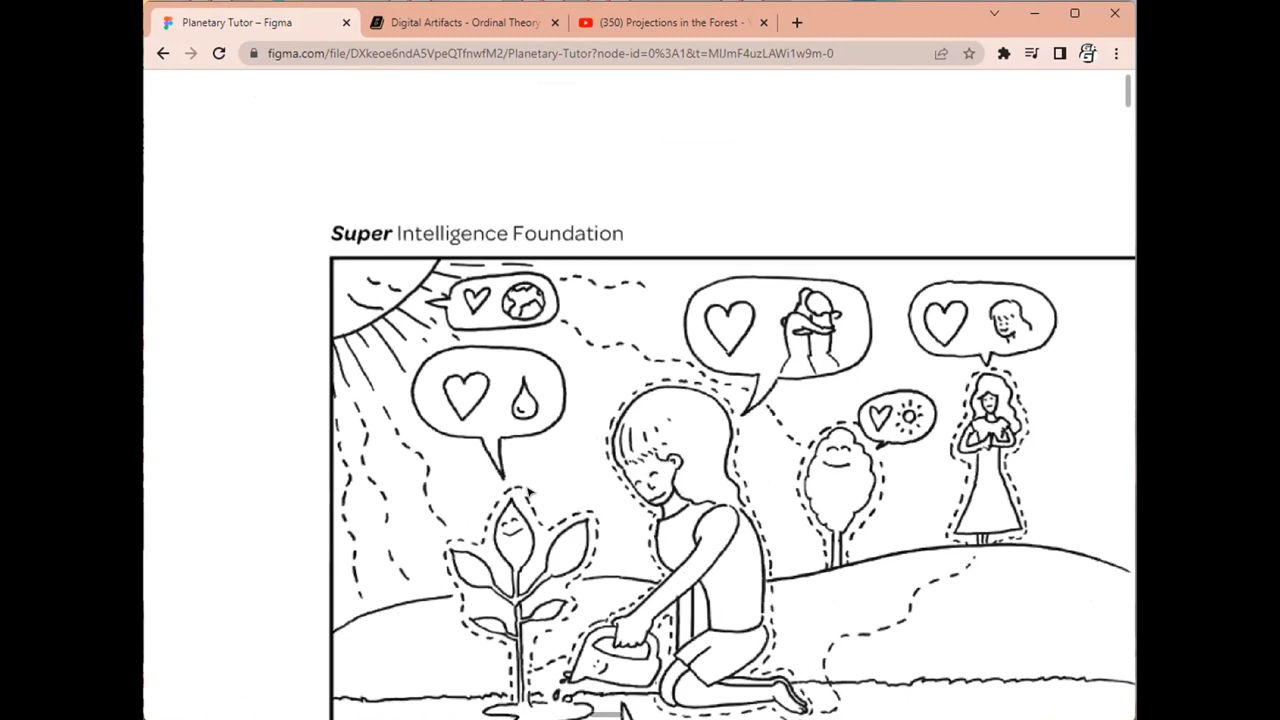 Planetary Tutor – Figma
Digital Artifacts - Ordinal Theory
(350) Projections in the Forest -
figma.com/file/DXkeoe6ndA5VpeQTfnwfM2/Planetary-Tutor?node-id=0%3A1&t=MIJmF4uzLAWi1w9m-0
Super Intelligence Foundation